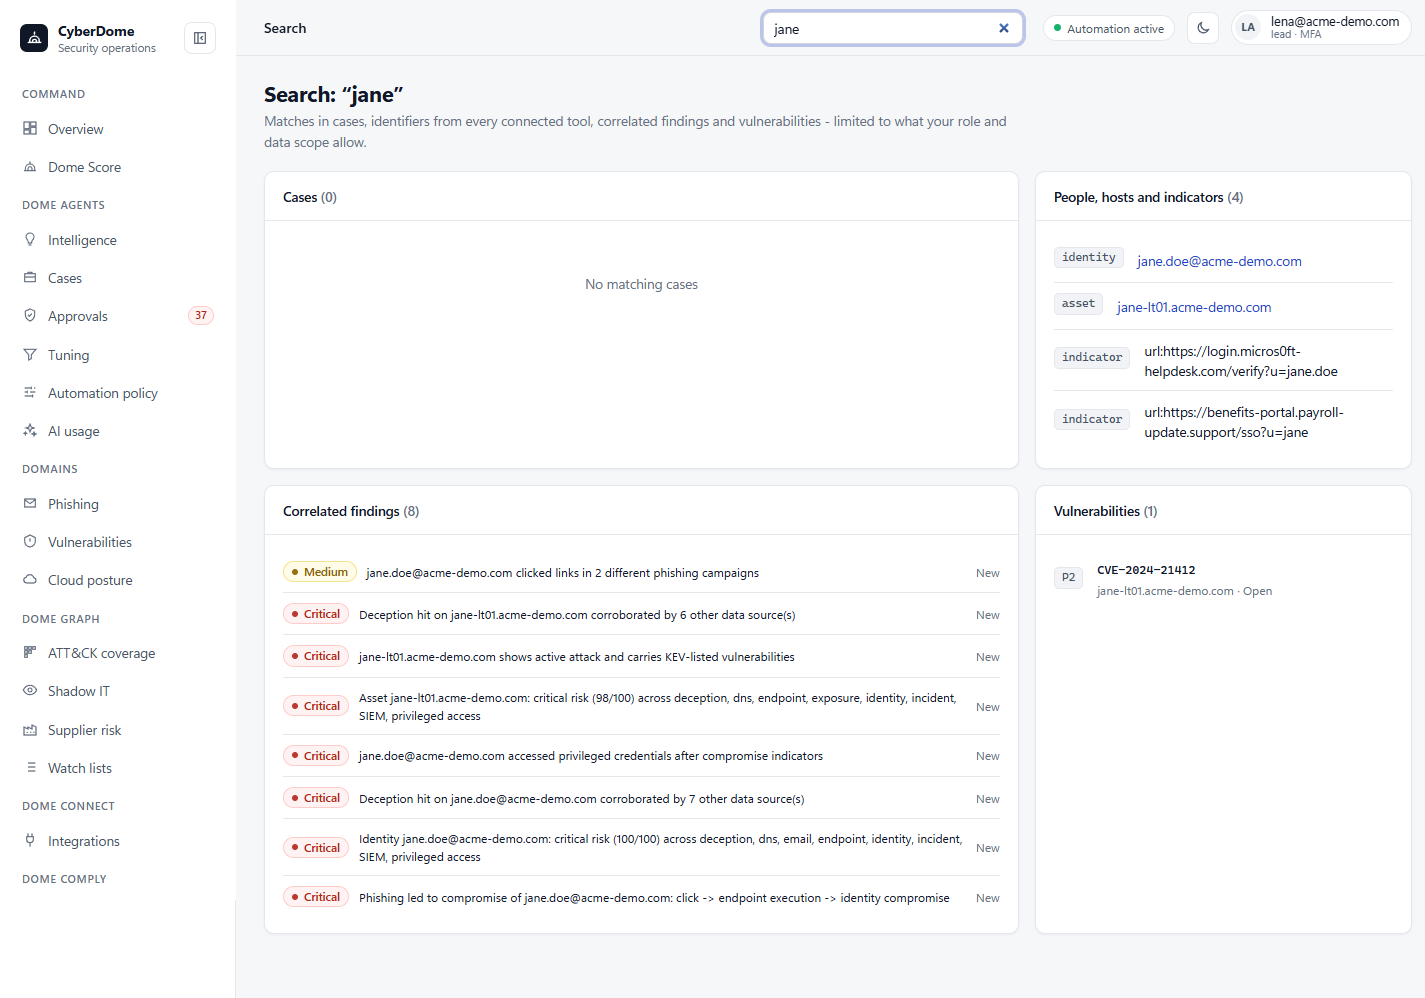 CyberDome
Security operations
COMMAND
Overview
Dome Score
DOME AGENTS
Intelligence
Cases
Approvals
37
Tuning
Automation policy
AI usage
DOMAINS
Phishing
Vulnerabilities
Cloud posture
DOME GRAPH
ATT&CK coverage
Shadow IT
Supplier risk
Watch lists
DOME CONNECT
Integrations
DOME COMPLY
Search
jane
Automation active
LA
lena@acme-demo.com
lead · MFA
Search: “jane”
Matches in cases, identifiers from every connected tool, correlated findings and vulnerabilities - limited to what your role and
data scope allow.
Cases (0)
No matching cases
People, hosts and indicators (4)
identity jane.doe@acme-demo.com
asset jane-lt01.acme-demo.com
indicator url:https://login.micros0ft-
helpdesk.com/verify?u=jane.doe
indicator url:https://benefits-portal.payroll-
update.support/sso?u=jane
Correlated findings (8)
Medium jane.doe@acme-demo.com clicked links in 2 different phishing campaigns New
Critical Deception hit on jane-lt01.acme-demo.com corroborated by 6 other data source(s) New
Critical jane-lt01.acme-demo.com shows active attack and carries KEV-listed vulnerabilities New
Critical Asset jane-lt01.acme-demo.com: critical risk (98/100) across deception, dns, endpoint, exposure, identity, incident,
SIEM, privileged access New
Critical jane.doe@acme-demo.com accessed privileged credentials after compromise indicators New
Critical Deception hit on jane.doe@acme-demo.com corroborated by 7 other data source(s) New
Critical Identity jane.doe@acme-demo.com: critical risk (100/100) across deception, dns, email, endpoint, identity, incident,
SIEM, privileged access New
Critical Phishing led to compromise of jane.doe@acme-demo.com: click -> endpoint execution -> identity compromise New
Vulnerabilities (1)
P2 CVE-2024-21412
jane-lt01.acme-demo.com · Open